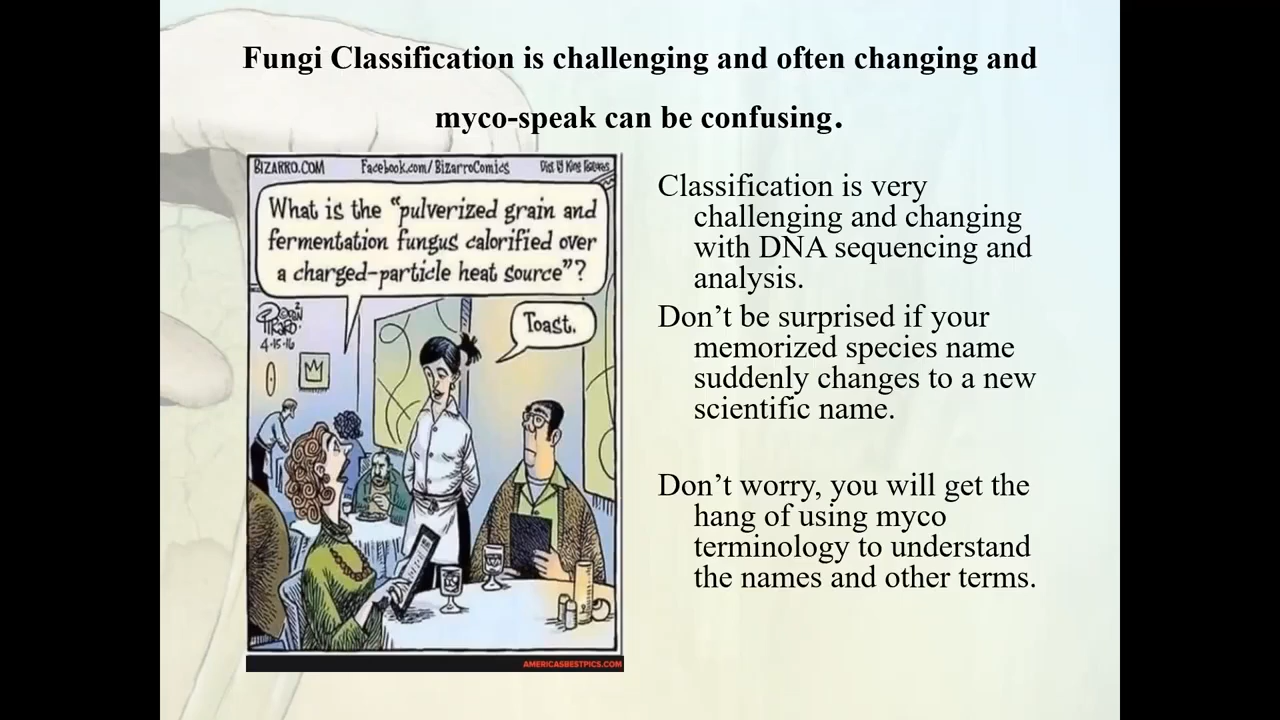 Fungi Classification is challenging and often changing and
myco-speak can be confusing.
BIZARRO.COM Facebook.com/BizarroComics Dist by King Features
What is the “pulverized grain and
fermentation fungus calorified over
a charged-particle heat source”?
Toast.
4-15-16
AMERICASBESTPICS.COM
Classification is very
challenging and changing
with DNA sequencing and
analysis.
Don’t be surprised if your
memorized species name
suddenly changes to a new
scientific name.
Don’t worry, you will get the
hang of using myco
terminology to understand
the names and other terms.